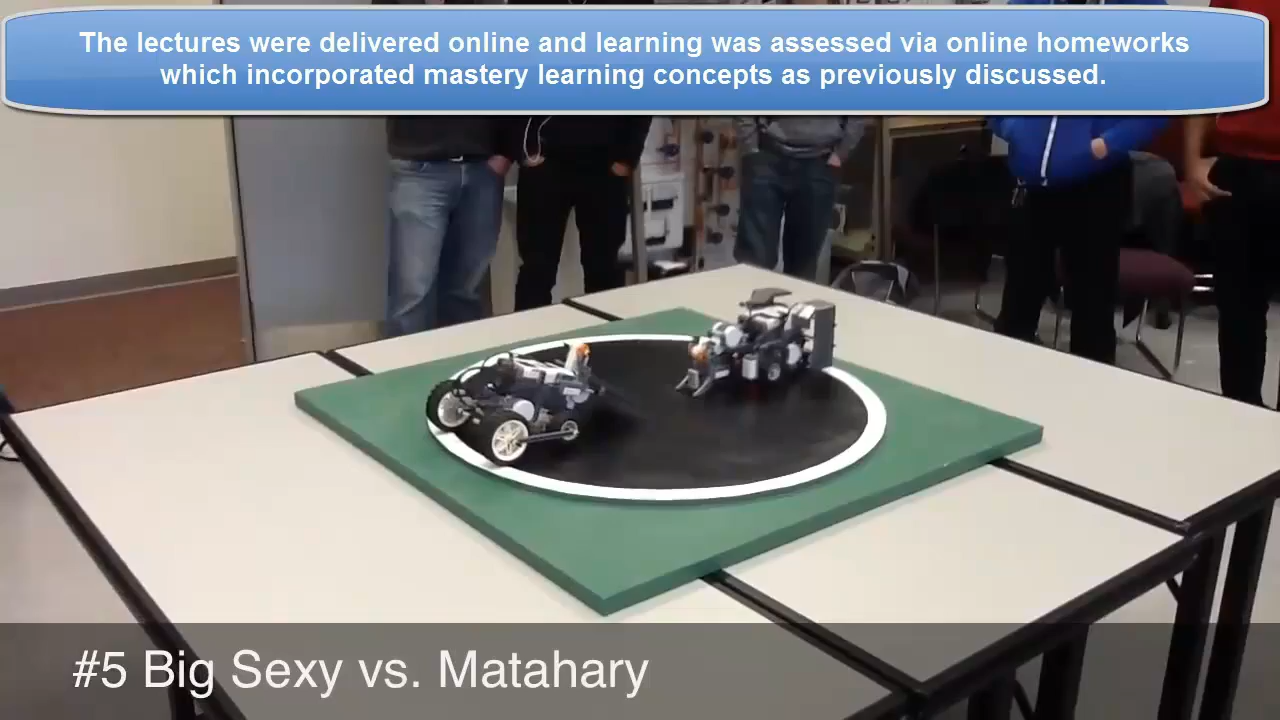 The lectures were delivered online and learning was assessed via online homeworks
which incorporated mastery learning concepts as previously discussed.
#5 Big Sexy vs. Matahary